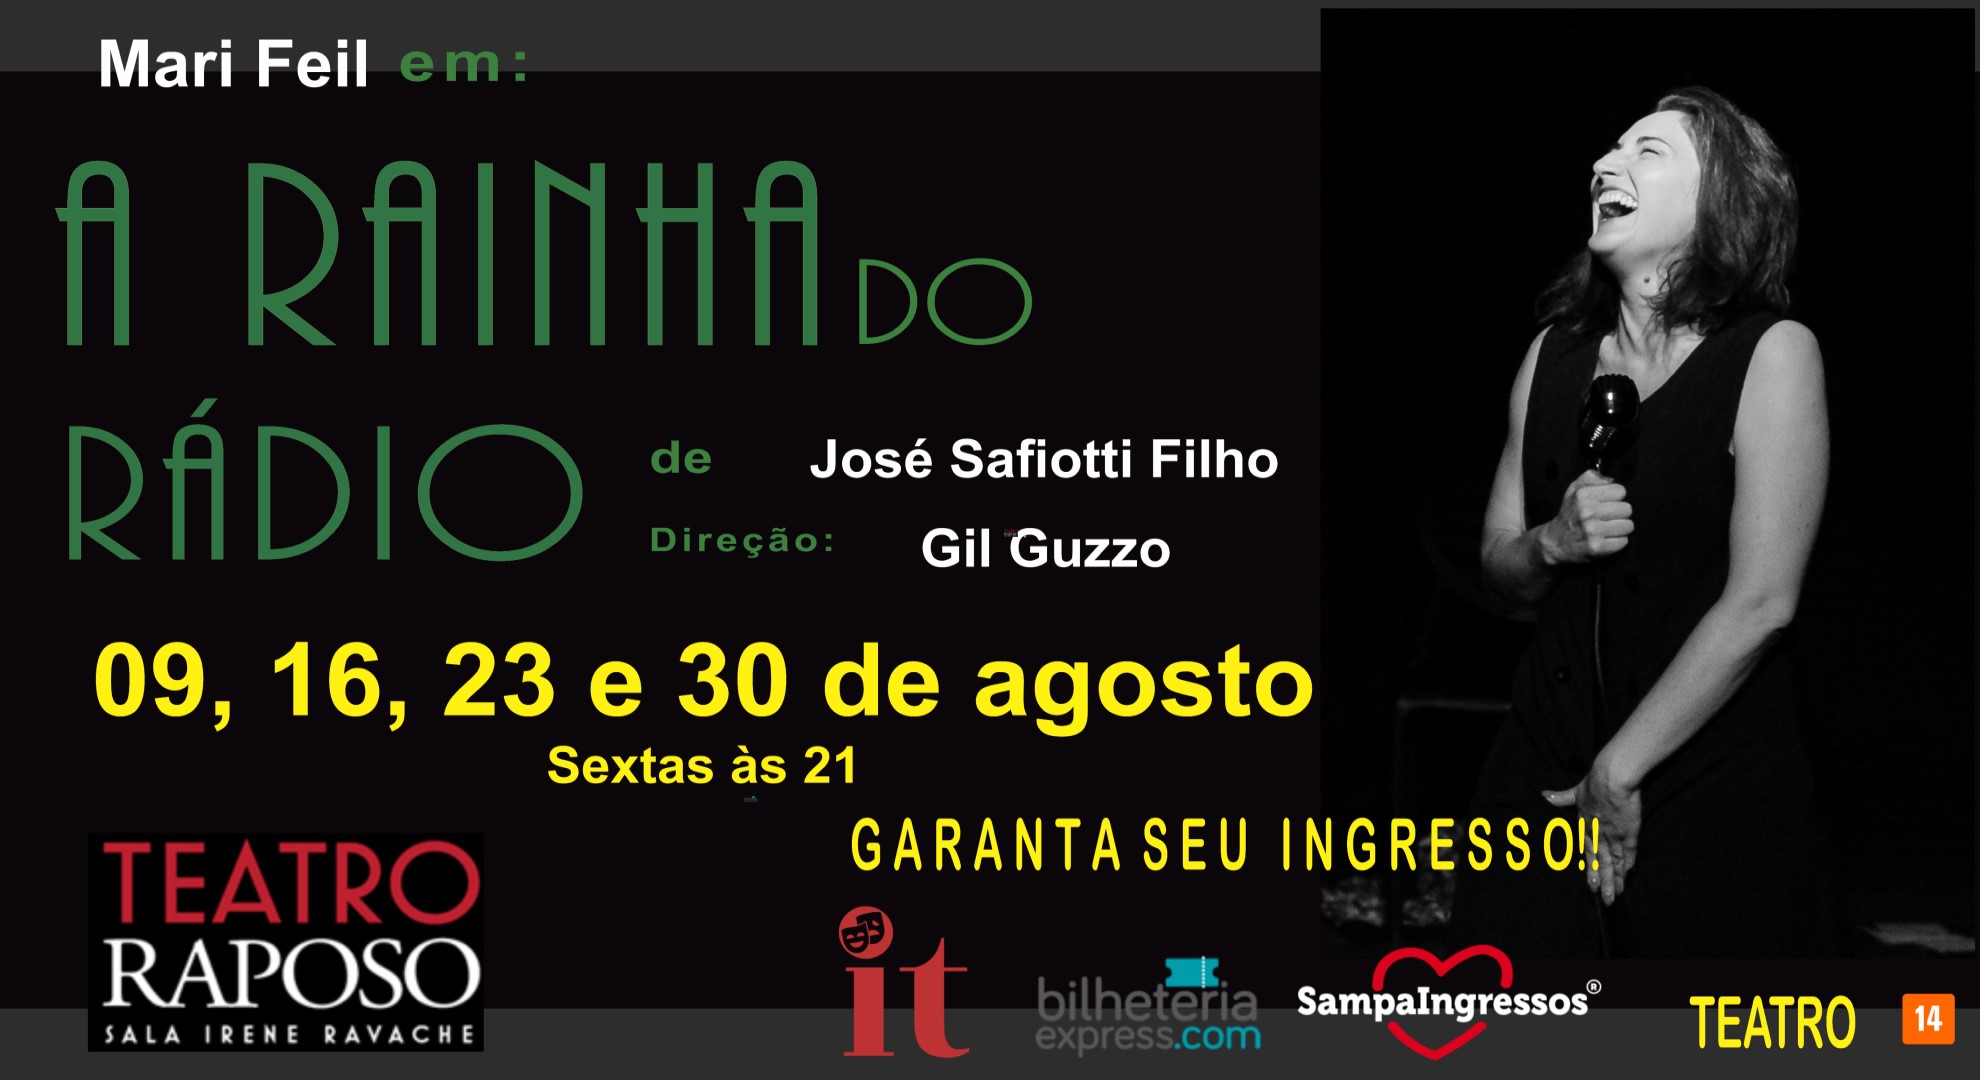 Mari Feil em:
A RAINHA DO
RÁDIO
de José Safiotti Filho
Direção: Gil Guzzo
09, 16, 23 e 30 de agosto
Sextas às 21
GARANTA SEU INGRESSO!!
TEATRO
RAPOSO
SALA IRENE RAVACHE
it
bilheteria
express.com
SampaIngressos®
TEATRO 14